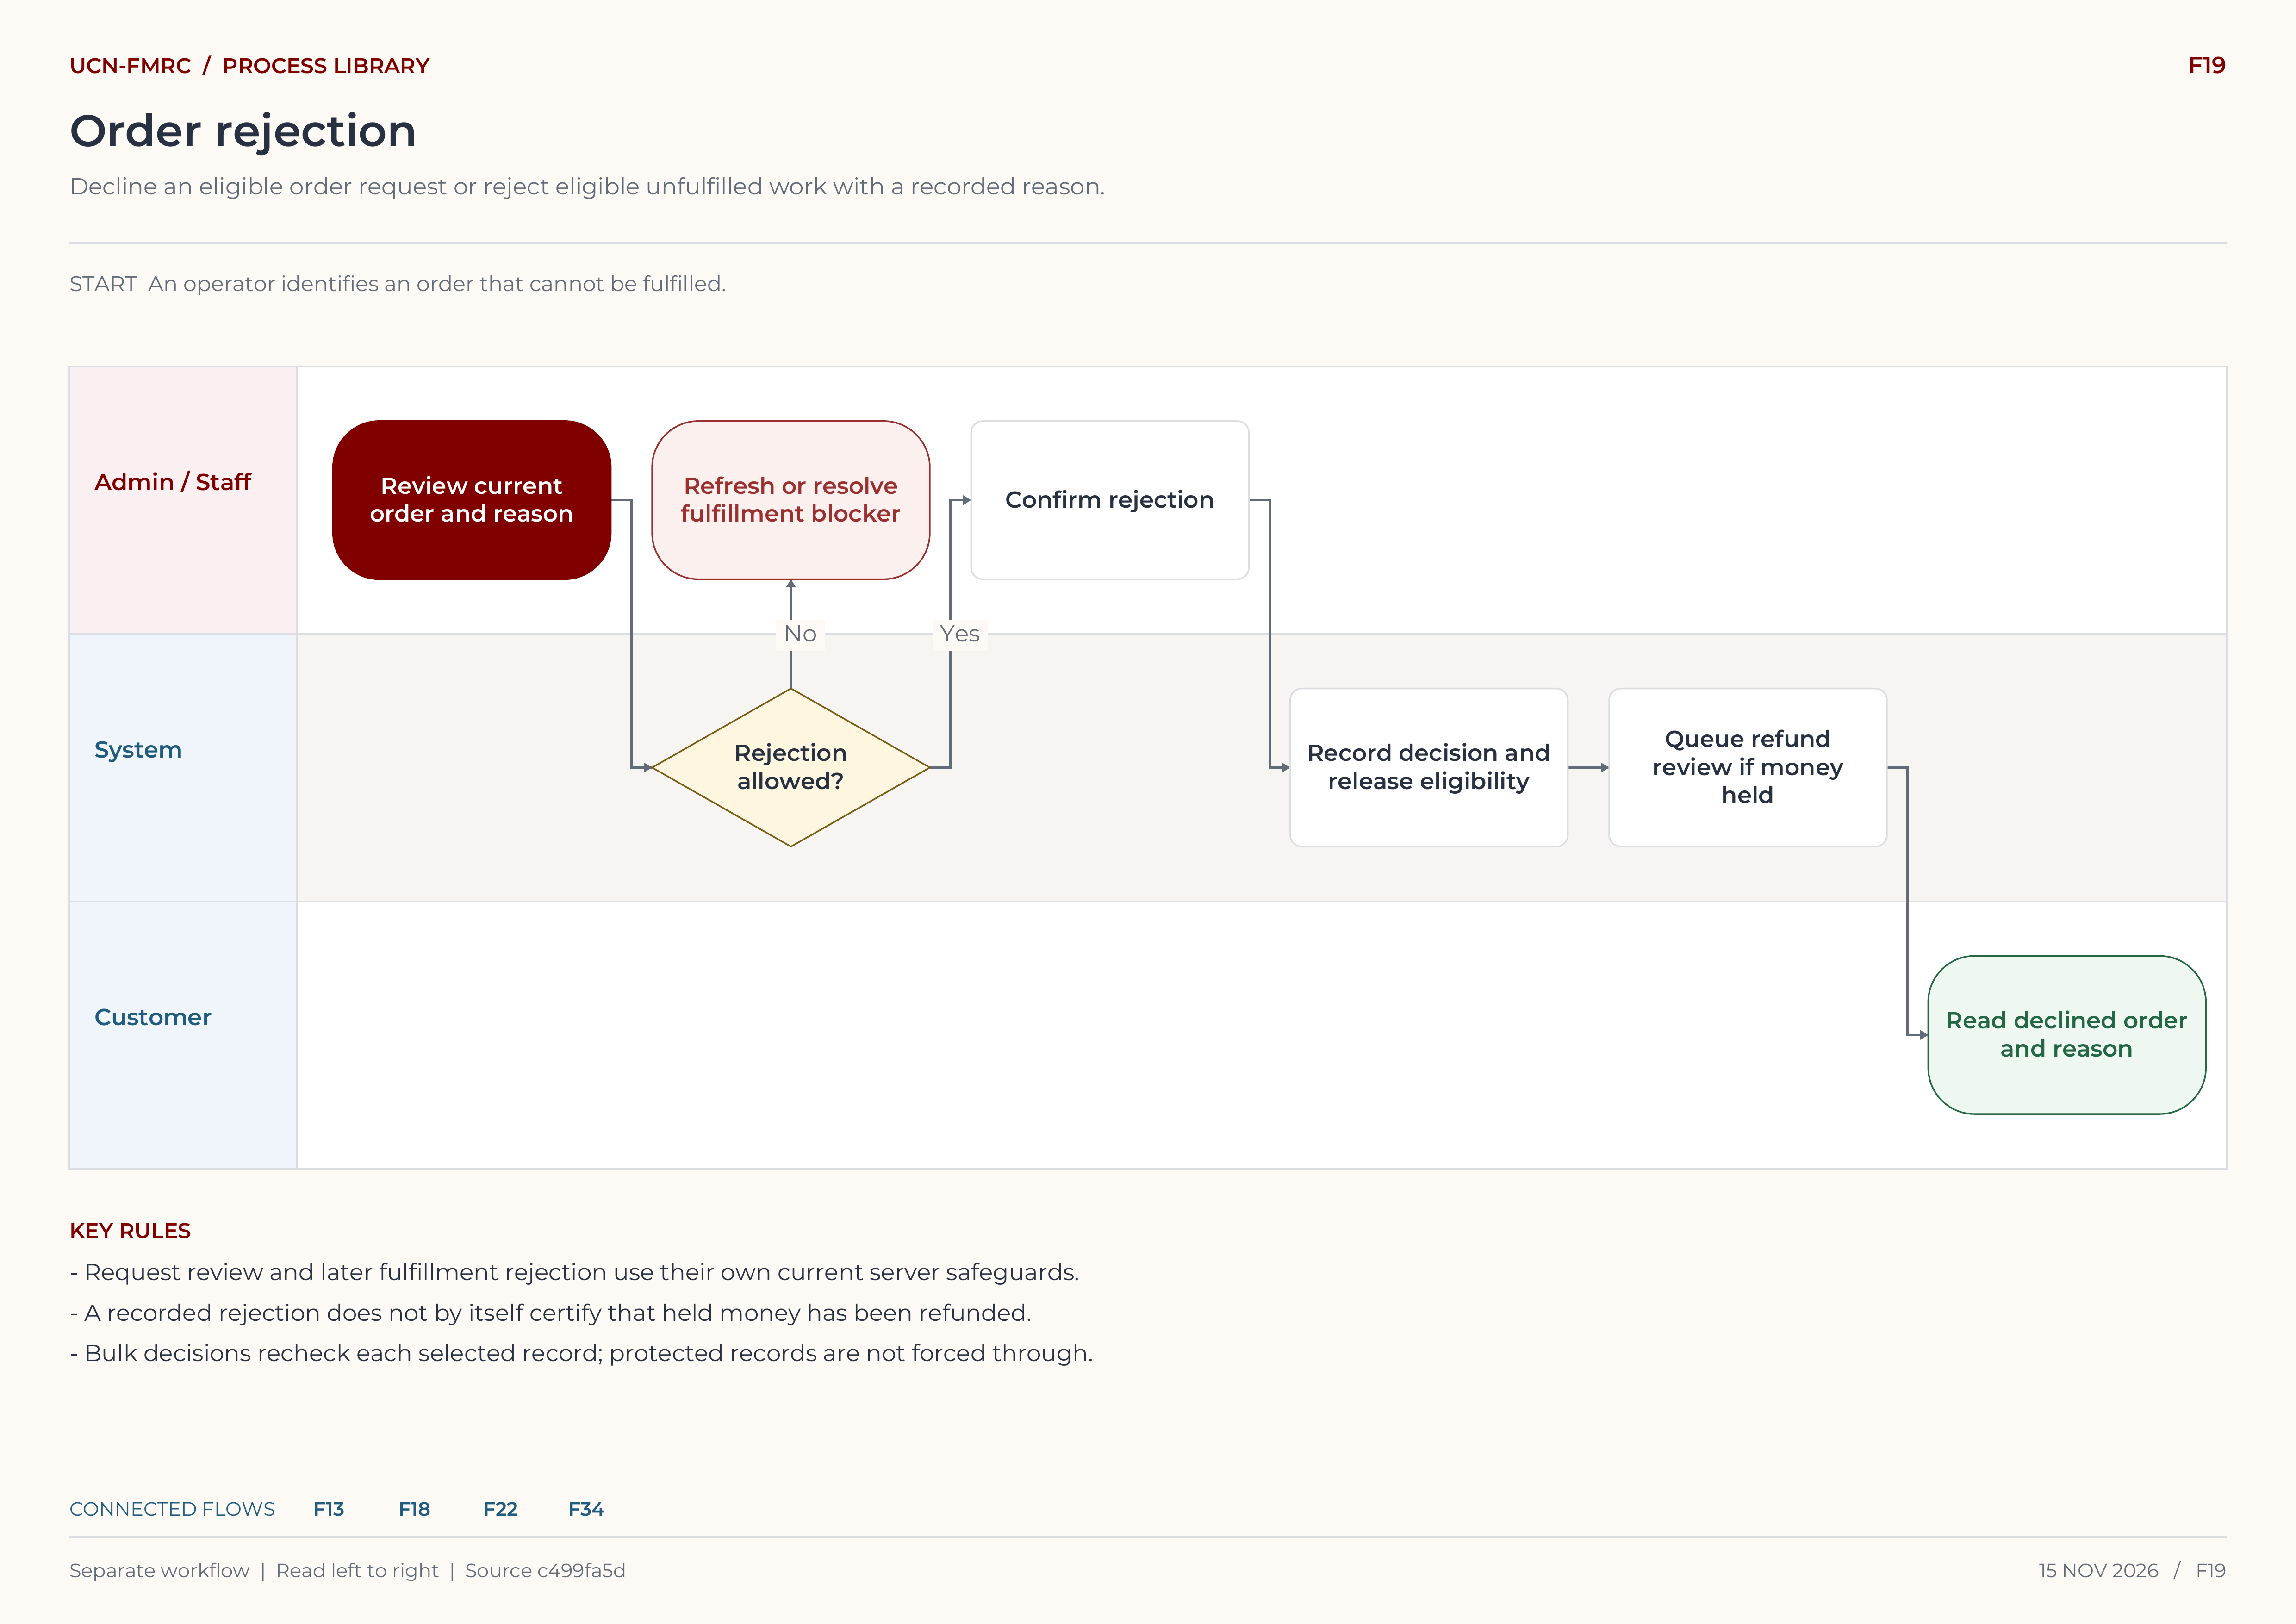 UCN-FMRC / PROCESS LIBRARY
F19
Order rejection
Decline an eligible order request or reject eligible unfulfilled work with a recorded reason.
START An operator identifies an order that cannot be fulfilled.
Admin / Staff
Review current
order and reason
Refresh or resolve
fulfillment blocker
Confirm rejection
No
Yes
System
Rejection
allowed?
Record decision and
release eligibility
Queue refund
review if money
held
Customer
Read declined order
and reason
KEY RULES
- Request review and later fulfillment rejection use their own current server safeguards.
- A recorded rejection does not by itself certify that held money has been refunded.
- Bulk decisions recheck each selected record; protected records are not forced through.
CONNECTED FLOWS F13 F18 F22 F34
Separate workflow | Read left to right | Source c499fa5d
15 NOV 2026 / F19